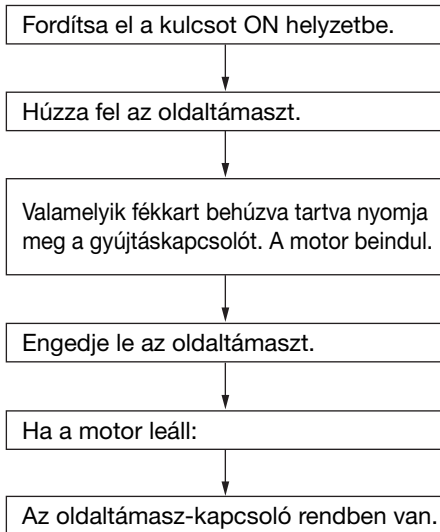 Fordítsa el a kulcsot ON helyzetbe.
Húzza fel az oldaltámaszt.
Valamelyik fékkart behúzva tartva nyomja
meg a gyújtáskapcsolót. A motor beindul.
Engedje le az oldaltámaszt.
Ha a motor leáll:
Az oldaltámasz-kapcsoló rendben van.